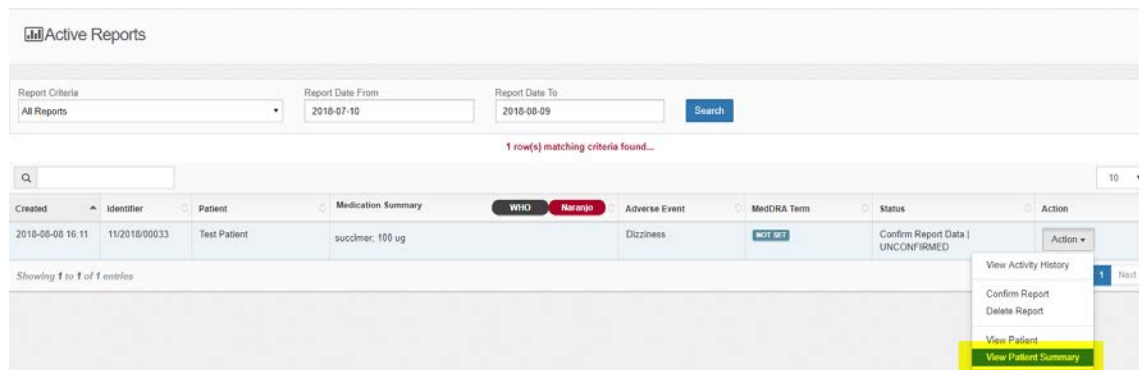 Active Reports
Report Criteria Report Date From Report Date To
All Reports 2018-07-10 2018-08-09 Search
1 row(s) matching criteria found...
10
Created Identifier Patient Medication Summary WHO Naranjo Adverse Event MedDRA Term Status Action
2018-08-08 16:11 11/2018/00033 Test Patient succimer, 100 ug Dizziness NOT SET Confirm Report Data | Action
UNCONFIRMED
Showing 1 to 1 of 1 entries 1 Next
View Activity History
Confirm Report
Delete Report
View Patient
View Patient Summary